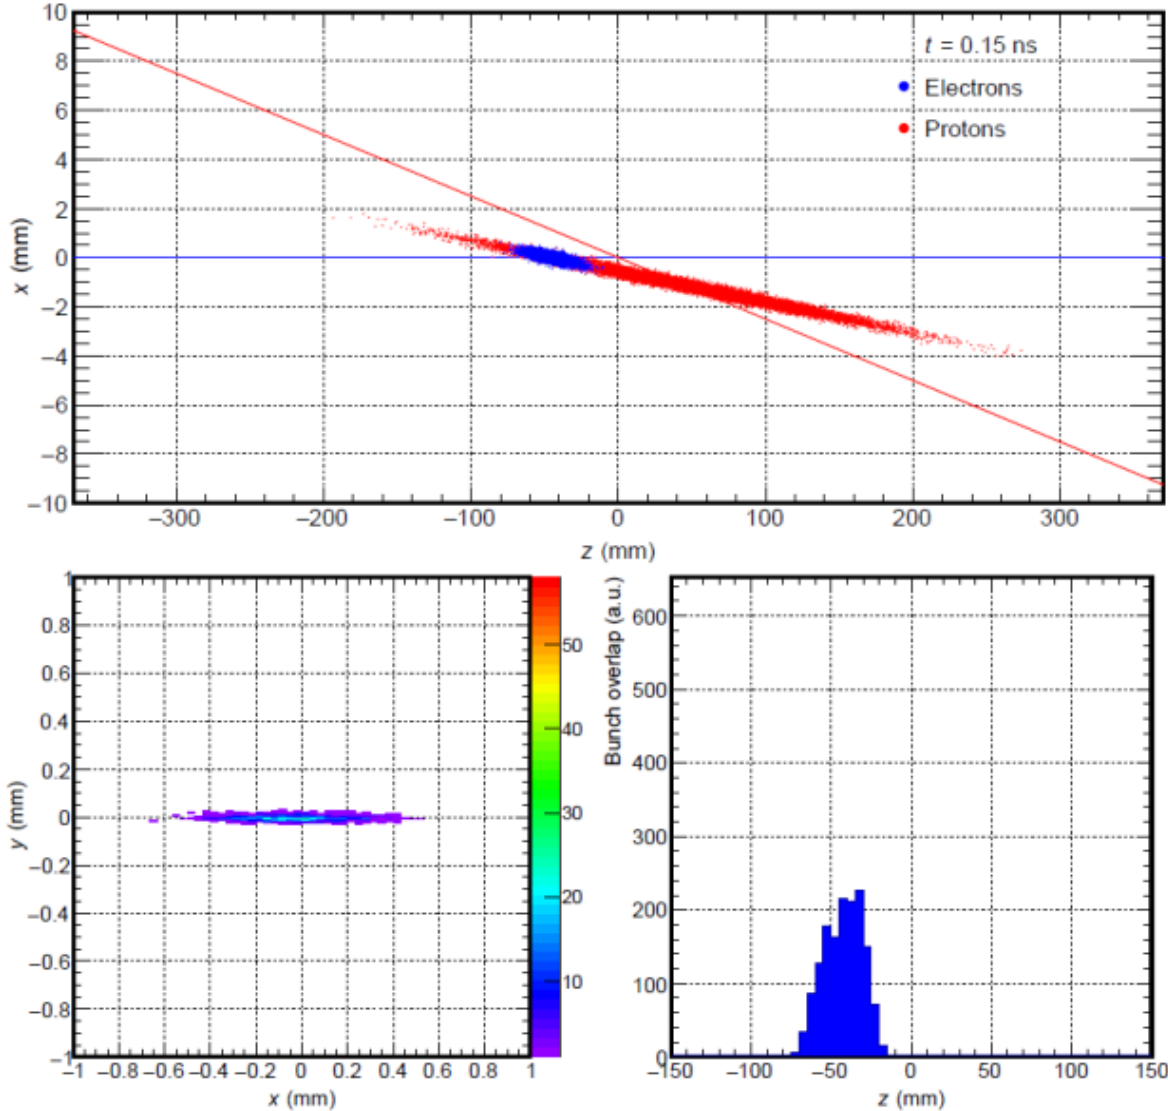 t = 0.15 ns
Electrons
Protons
10
8
6
4
2
0
−2
−4
−6
−8
−10
x (mm)
−300 −200 −100 0 100 200 300
z (mm)
1
0.8
0.6
0.4
0.2
0
−0.2
−0.4
−0.6
−0.8
−1
y (mm)
−1 −0.8 −0.6 −0.4 −0.2 0 0.2 0.4 0.6 0.8 1
x (mm)
50
40
30
20
10
Bunch overlap (a.u.)
600
500
400
300
200
100
0
−150 −100 −50 0 50 100 150
z (mm)